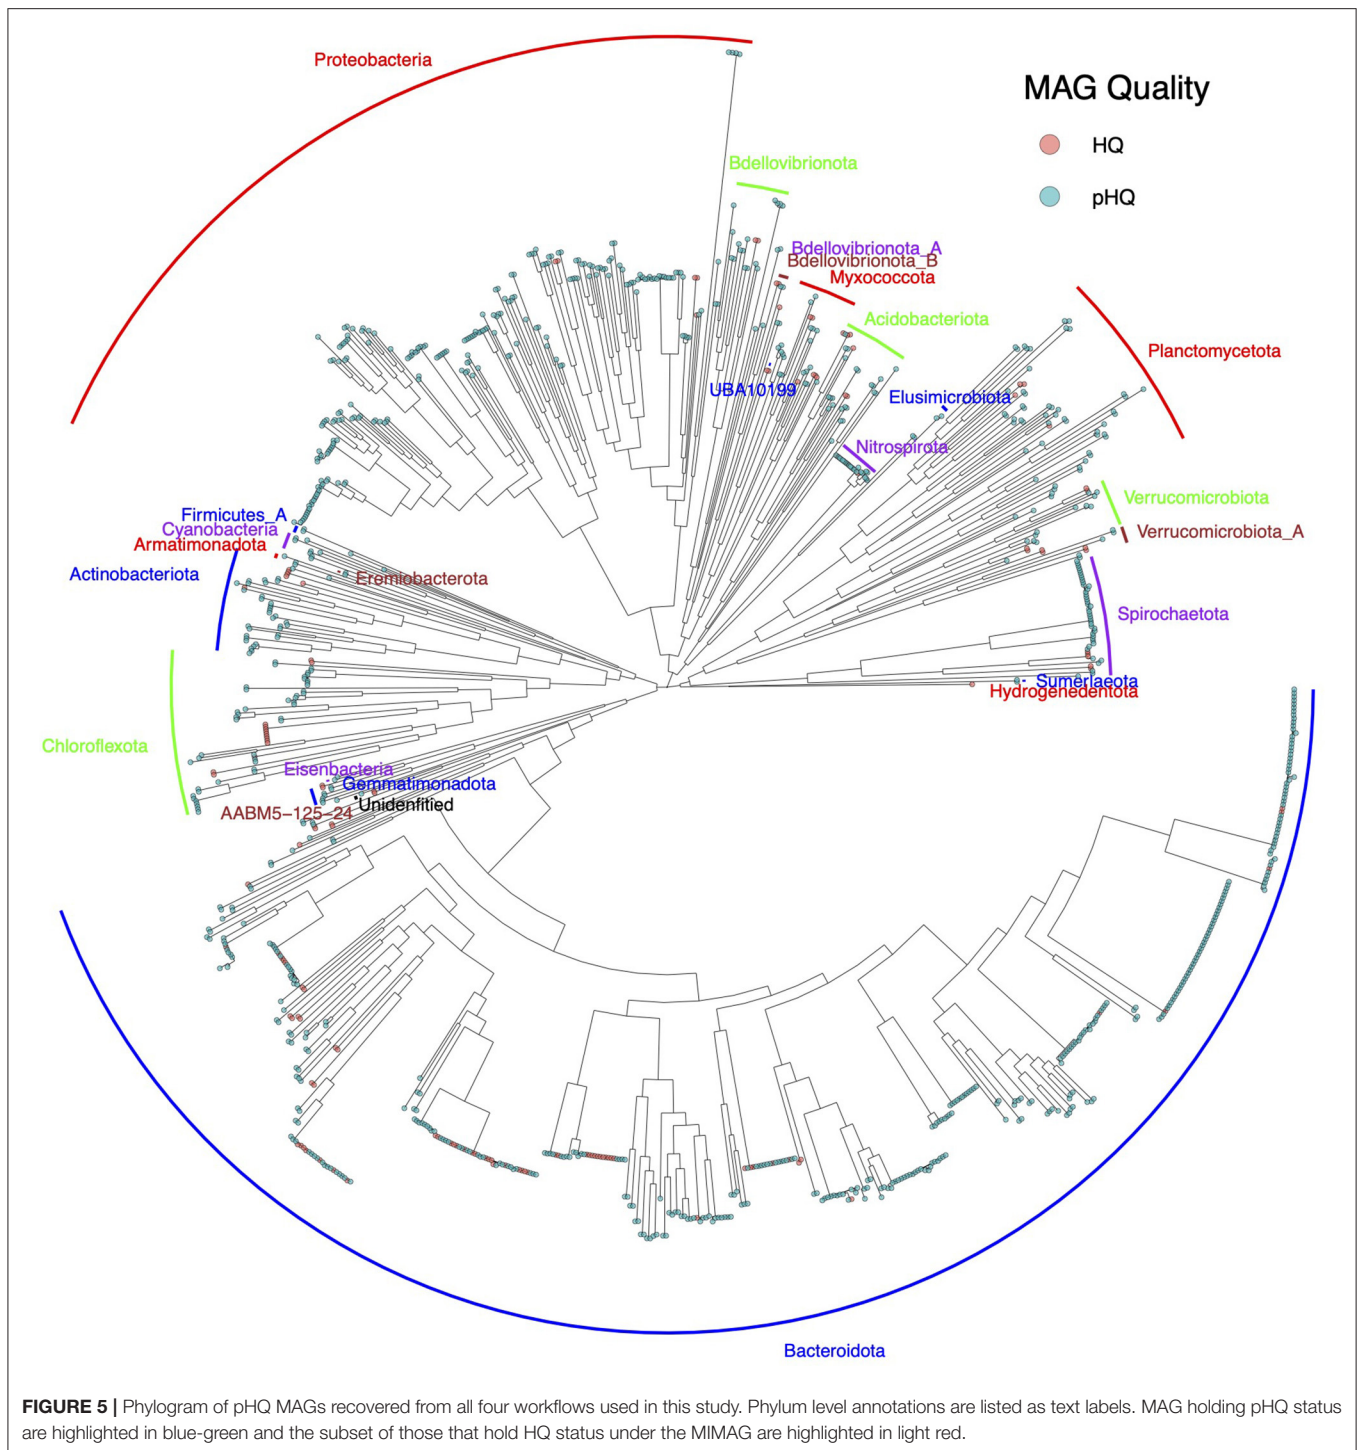 Proteobacteria
MAG Quality
HQ
pHQ
Bdellovibrionota
Bdellovibrionota_A
Bdellovibrionota_B
Myxococcota
Acidobacteriota
Planctomycetota
UBA10199
Elusimicrobiota
Nitrospirota
Verrucomicrobiota
Verrucomicrobiota_A
Firmicutes_A
Cyanobacteria
Armatimonadota
Actinobacteriota
Eremiobacterota
Spirochaetota
Sumerlaeota
Hydrogenedentota
Chloroflexota
Eisenbacteria
Gemmatimonadota
Unidenfitied
AABM5-125-24
Bacteroidota
FIGURE 5 | Phylogram of pHQ MAGs recovered from all four workflows used in this study. Phylum level annotations are listed as text labels. MAG holding pHQ status
are highlighted in blue-green and the subset of those that hold HQ status under the MIMAG are highlighted in light red.